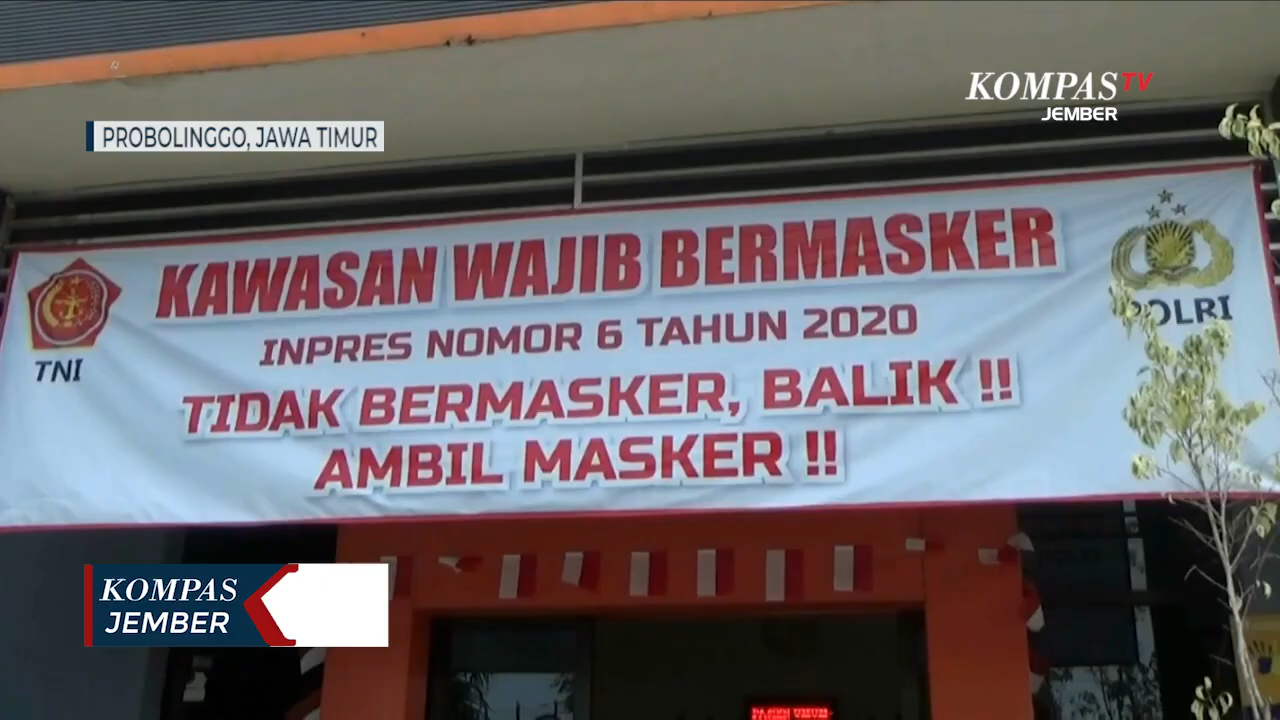 KOMPAS TV
JEMBER
PROBOLINGGO, JAWA TIMUR
KAWASAN WAJIB BERMASKER
INPRES NOMOR 6 TAHUN 2020
TIDAK BERMASKER, BALIK !!
AMBIL MASKER !!
TNI
POLRI
KOMPAS
JEMBER